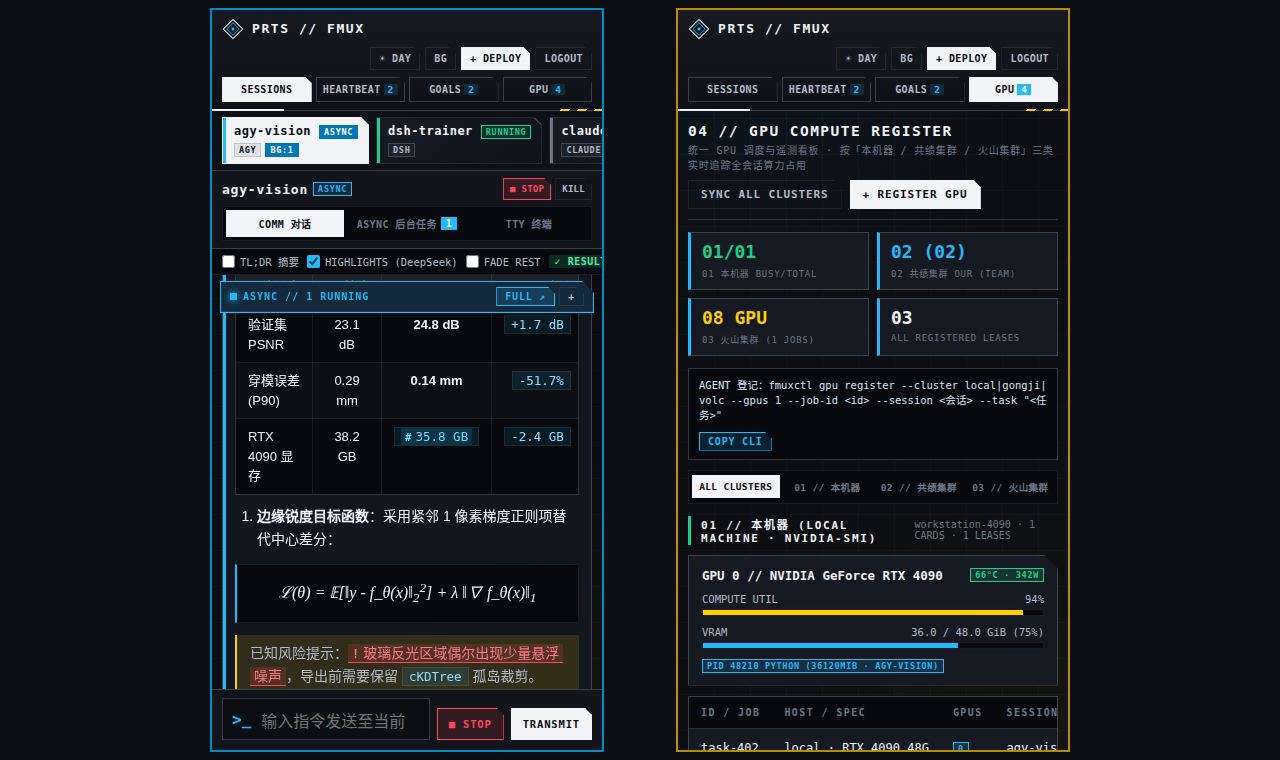 PRTS // FMUX
☀ DAY BG + DEPLOY LOGOUT
SESSIONS HEARTBEAT 2 GOALS 2 GPU 4
agy-vision ASYNC dsh-trainer RUNNING
AGY BG:1 DSH CLAUDE
agy-vision ASYNC ■ STOP KILL
COMM 对话 ASYNC 后台任务 1 TTY 终端
TL;DR 摘要 HIGHLIGHTS (DeepSeek) FADE REST ✓ RESULT
ASYNC // 1 RUNNING FULL ↗ +
验证集 23.1 24.8 dB +1.7 dB
PSNR dB
穿模误差 0.29 0.14 mm -51.7%
(P90) mm
RTX 38.2 # 35.8 GB -2.4 GB
4090 显 GB
存
1. 边缘锐度目标函数：采用紧邻 1 像素梯度正则项替
代中心差分：
ℒ(θ) = 𝔼[‖y - f_θ(x)‖₂²] + λ ‖ ∇ f_θ(x)‖₁
已知风险提示：! 玻璃反光区域偶尔出现少量悬浮
噪声，导出前需要保留 cKDTree 孤岛裁剪。
>_ 输入指令发送至当前 ■ STOP TRANSMIT
PRTS // FMUX
☀ DAY BG + DEPLOY LOGOUT
SESSIONS HEARTBEAT 2 GOALS 2 GPU 4
04 // GPU COMPUTE REGISTER
统一 GPU 调度与遥测看板 · 按「本机器 / 共绩集群 / 火山集群」三类
实时追踪全会话算力占用
SYNC ALL CLUSTERS + REGISTER GPU
01/01 02 (02)
01 本机器 BUSY/TOTAL 02 共绩集群 OUR (TEAM)
08 GPU 03
03 火山集群 (1 JOBS) ALL REGISTERED LEASES
AGENT 登记：fmuxctl gpu register --cluster local|gongji|
volc --gpus 1 --job-id <id> --session <会话> --task "<任
务>"
COPY CLI
ALL CLUSTERS 01 // 本机器 02 // 共绩集群 03 // 火山集群
01 // 本机器 (LOCAL workstation-4090 · 1
MACHINE · NVIDIA-SMI) CARDS · 1 LEASES
GPU 0 // NVIDIA GeForce RTX 4090 66°C · 342W
COMPUTE UTIL 94%
VRAM 36.0 / 48.0 GiB (75%)
PID 48210 PYTHON (36120MIB · AGY-VISION)
ID / JOB HOST / SPEC GPUS SESSION
task-402 local · RTX 4090 48G 0 agy-vis